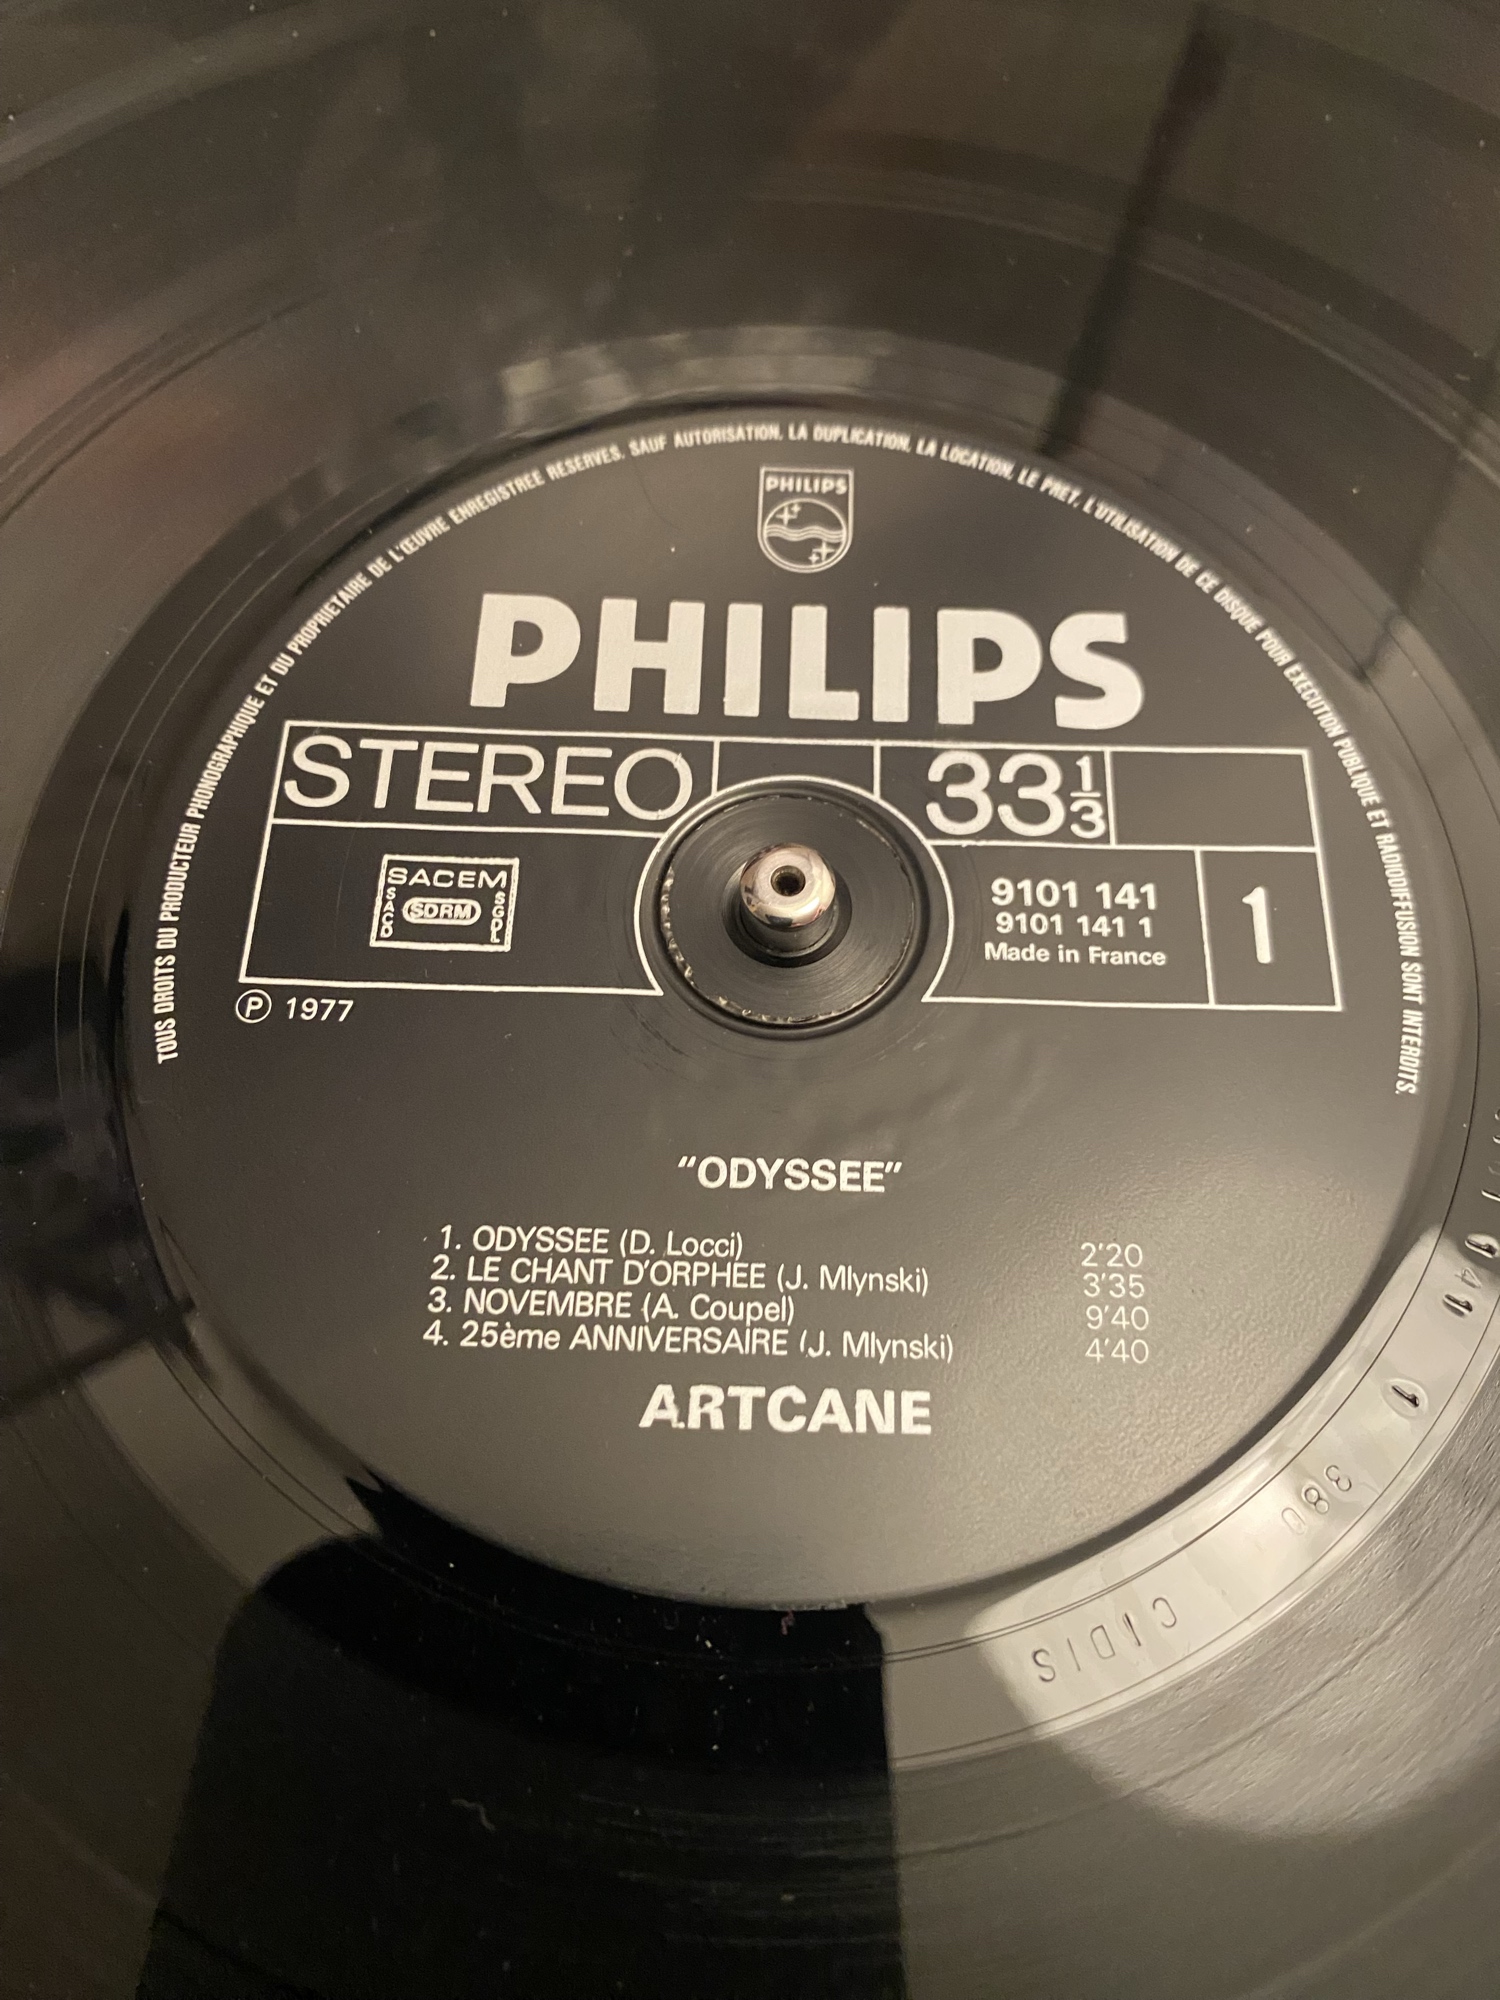 TOUS DROITS DU PRODUCTEUR PHONOGRAPHIQUE ET DU PROPRIETAIRE DE L'ŒUVRE ENREGISTREE RESERVES. SAUF AUTORISATION, LA DUPLICATION, LA LOCATION, LE PRET, L'UTILISATION DE CE DISQUE POUR EXECUTION PUBLIQUE ET RADIODIFFUSION SONT INTERDITS.
PHILIPS
PHILIPS
STEREO 33 1/3
SACEM
SACD SDRM SGDL
9101 141
9101 141 1
Made in France
1
Ⓟ 1977
"ODYSSEE"
1. ODYSSEE (D. Locci) 2'20
2. LE CHANT D'ORPHEE (J. Mlynski) 3'35
3. NOVEMBRE (A. Coupel) 9'40
4. 25ème ANNIVERSAIRE (J. Mlynski) 4'40
ARTCANE
1 380 CIDIS